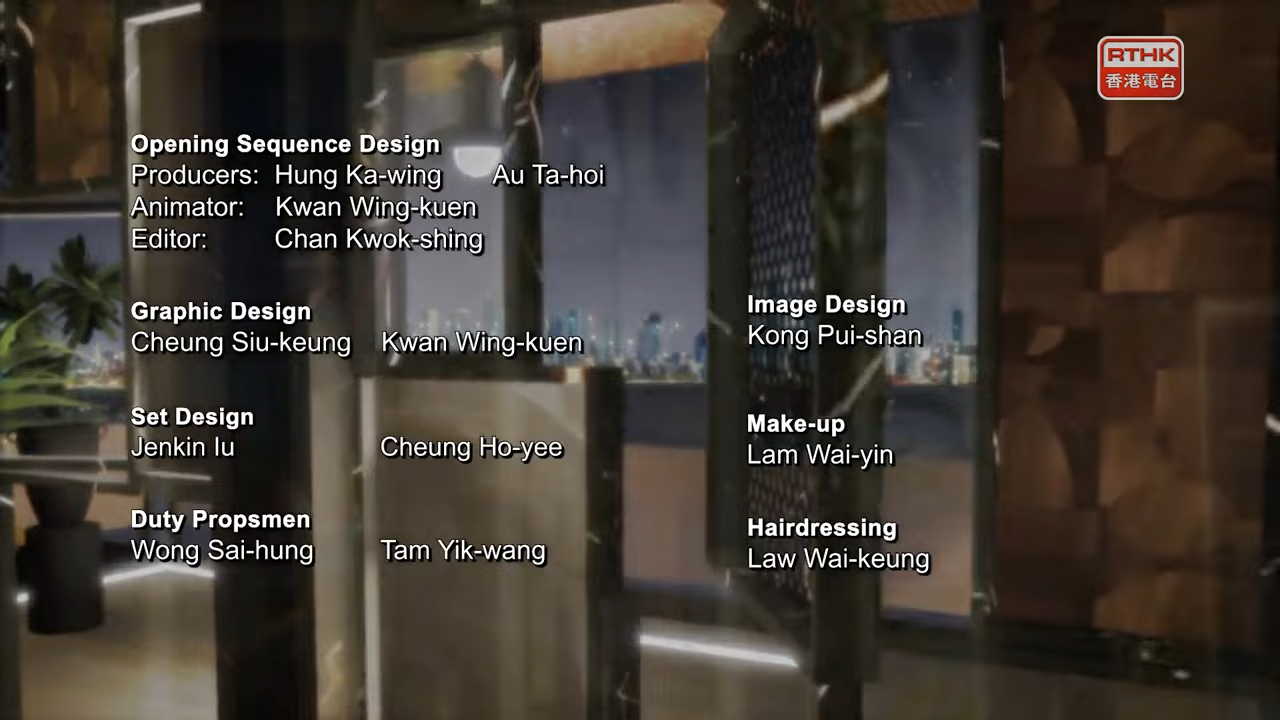 RTHK
香港電台
Opening Sequence Design
Producers: Hung Ka-wing Au Ta-hoi
Animator: Kwan Wing-kuen
Editor: Chan Kwok-shing
Graphic Design
Cheung Siu-keung Kwan Wing-kuen
Set Design
Jenkin Iu Cheung Ho-yee
Duty Propsmen
Wong Sai-hung Tam Yik-wang
Image Design
Kong Pui-shan
Make-up
Lam Wai-yin
Hairdressing
Law Wai-keung